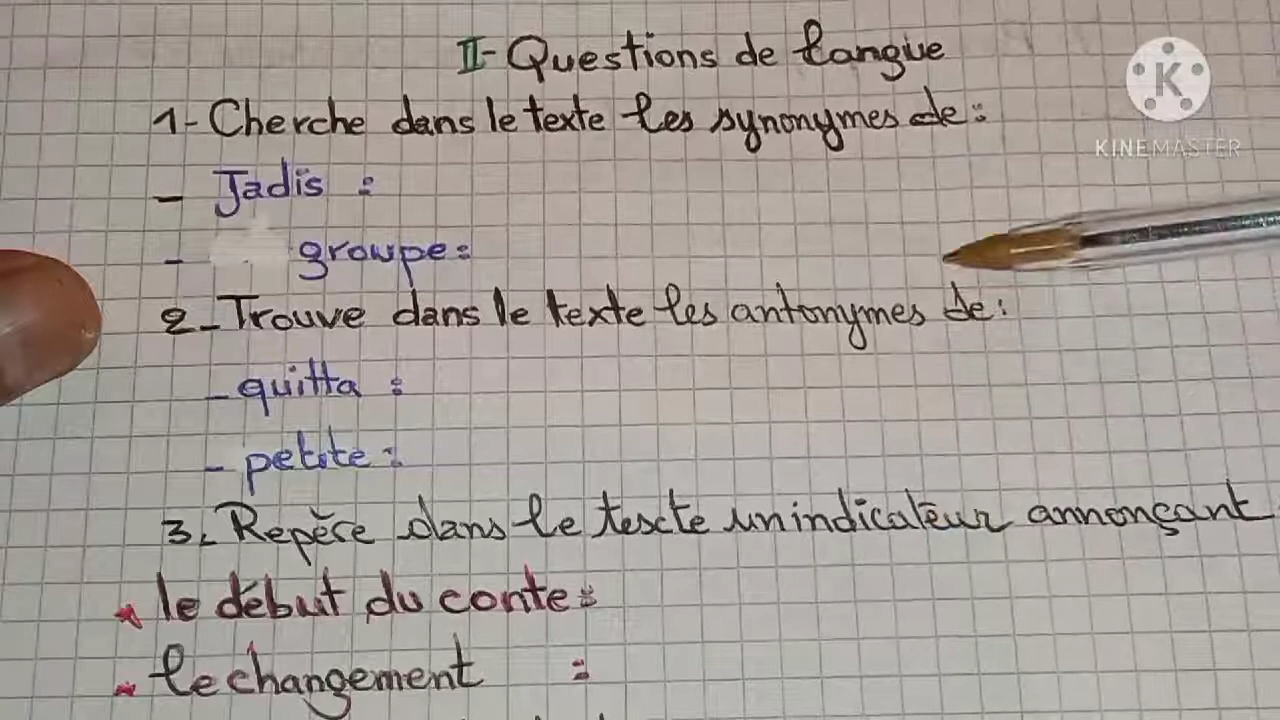 II- Questions de langue
1- Cherche dans le texte les synonymes de:
K
KINEMASTER
- Jadis :
- groupe:
2- Trouve dans le texte les antonymes de:
- quitta :
- petite:
3. Repère dans le texte un indicateur annonçant
* le début du conte:
* le changement :